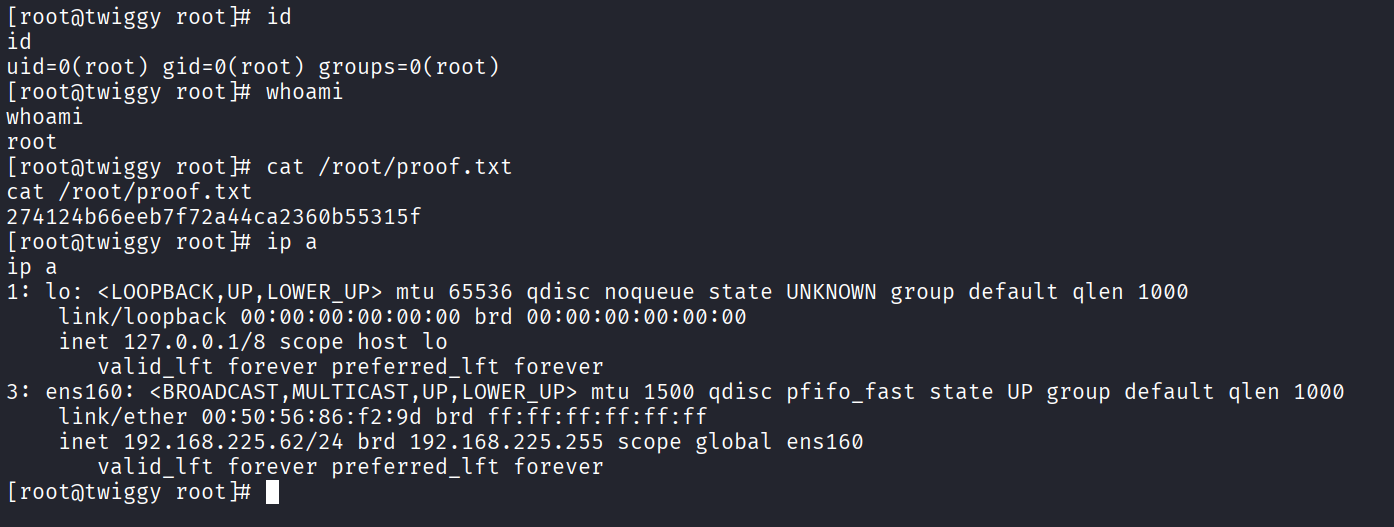 [root@twiggy root]# id
id
uid=0(root) gid=0(root) groups=0(root)
[root@twiggy root]# whoami
whoami
root
[root@twiggy root]# cat /root/proof.txt
cat /root/proof.txt
274124b66eeb7f72a44ca2360b55315f
[root@twiggy root]# ip a
ip a
1: lo: <LOOPBACK,UP,LOWER_UP> mtu 65536 qdisc noqueue state UNKNOWN group default qlen 1000
    link/loopback 00:00:00:00:00:00 brd 00:00:00:00:00:00
    inet 127.0.0.1/8 scope host lo
       valid_lft forever preferred_lft forever
3: ens160: <BROADCAST,MULTICAST,UP,LOWER_UP> mtu 1500 qdisc pfifo_fast state UP group default qlen 1000
    link/ether 00:50:56:86:f2:9d brd ff:ff:ff:ff:ff:ff
    inet 192.168.225.62/24 brd 192.168.225.255 scope global ens160
       valid_lft forever preferred_lft forever
[root@twiggy root]#